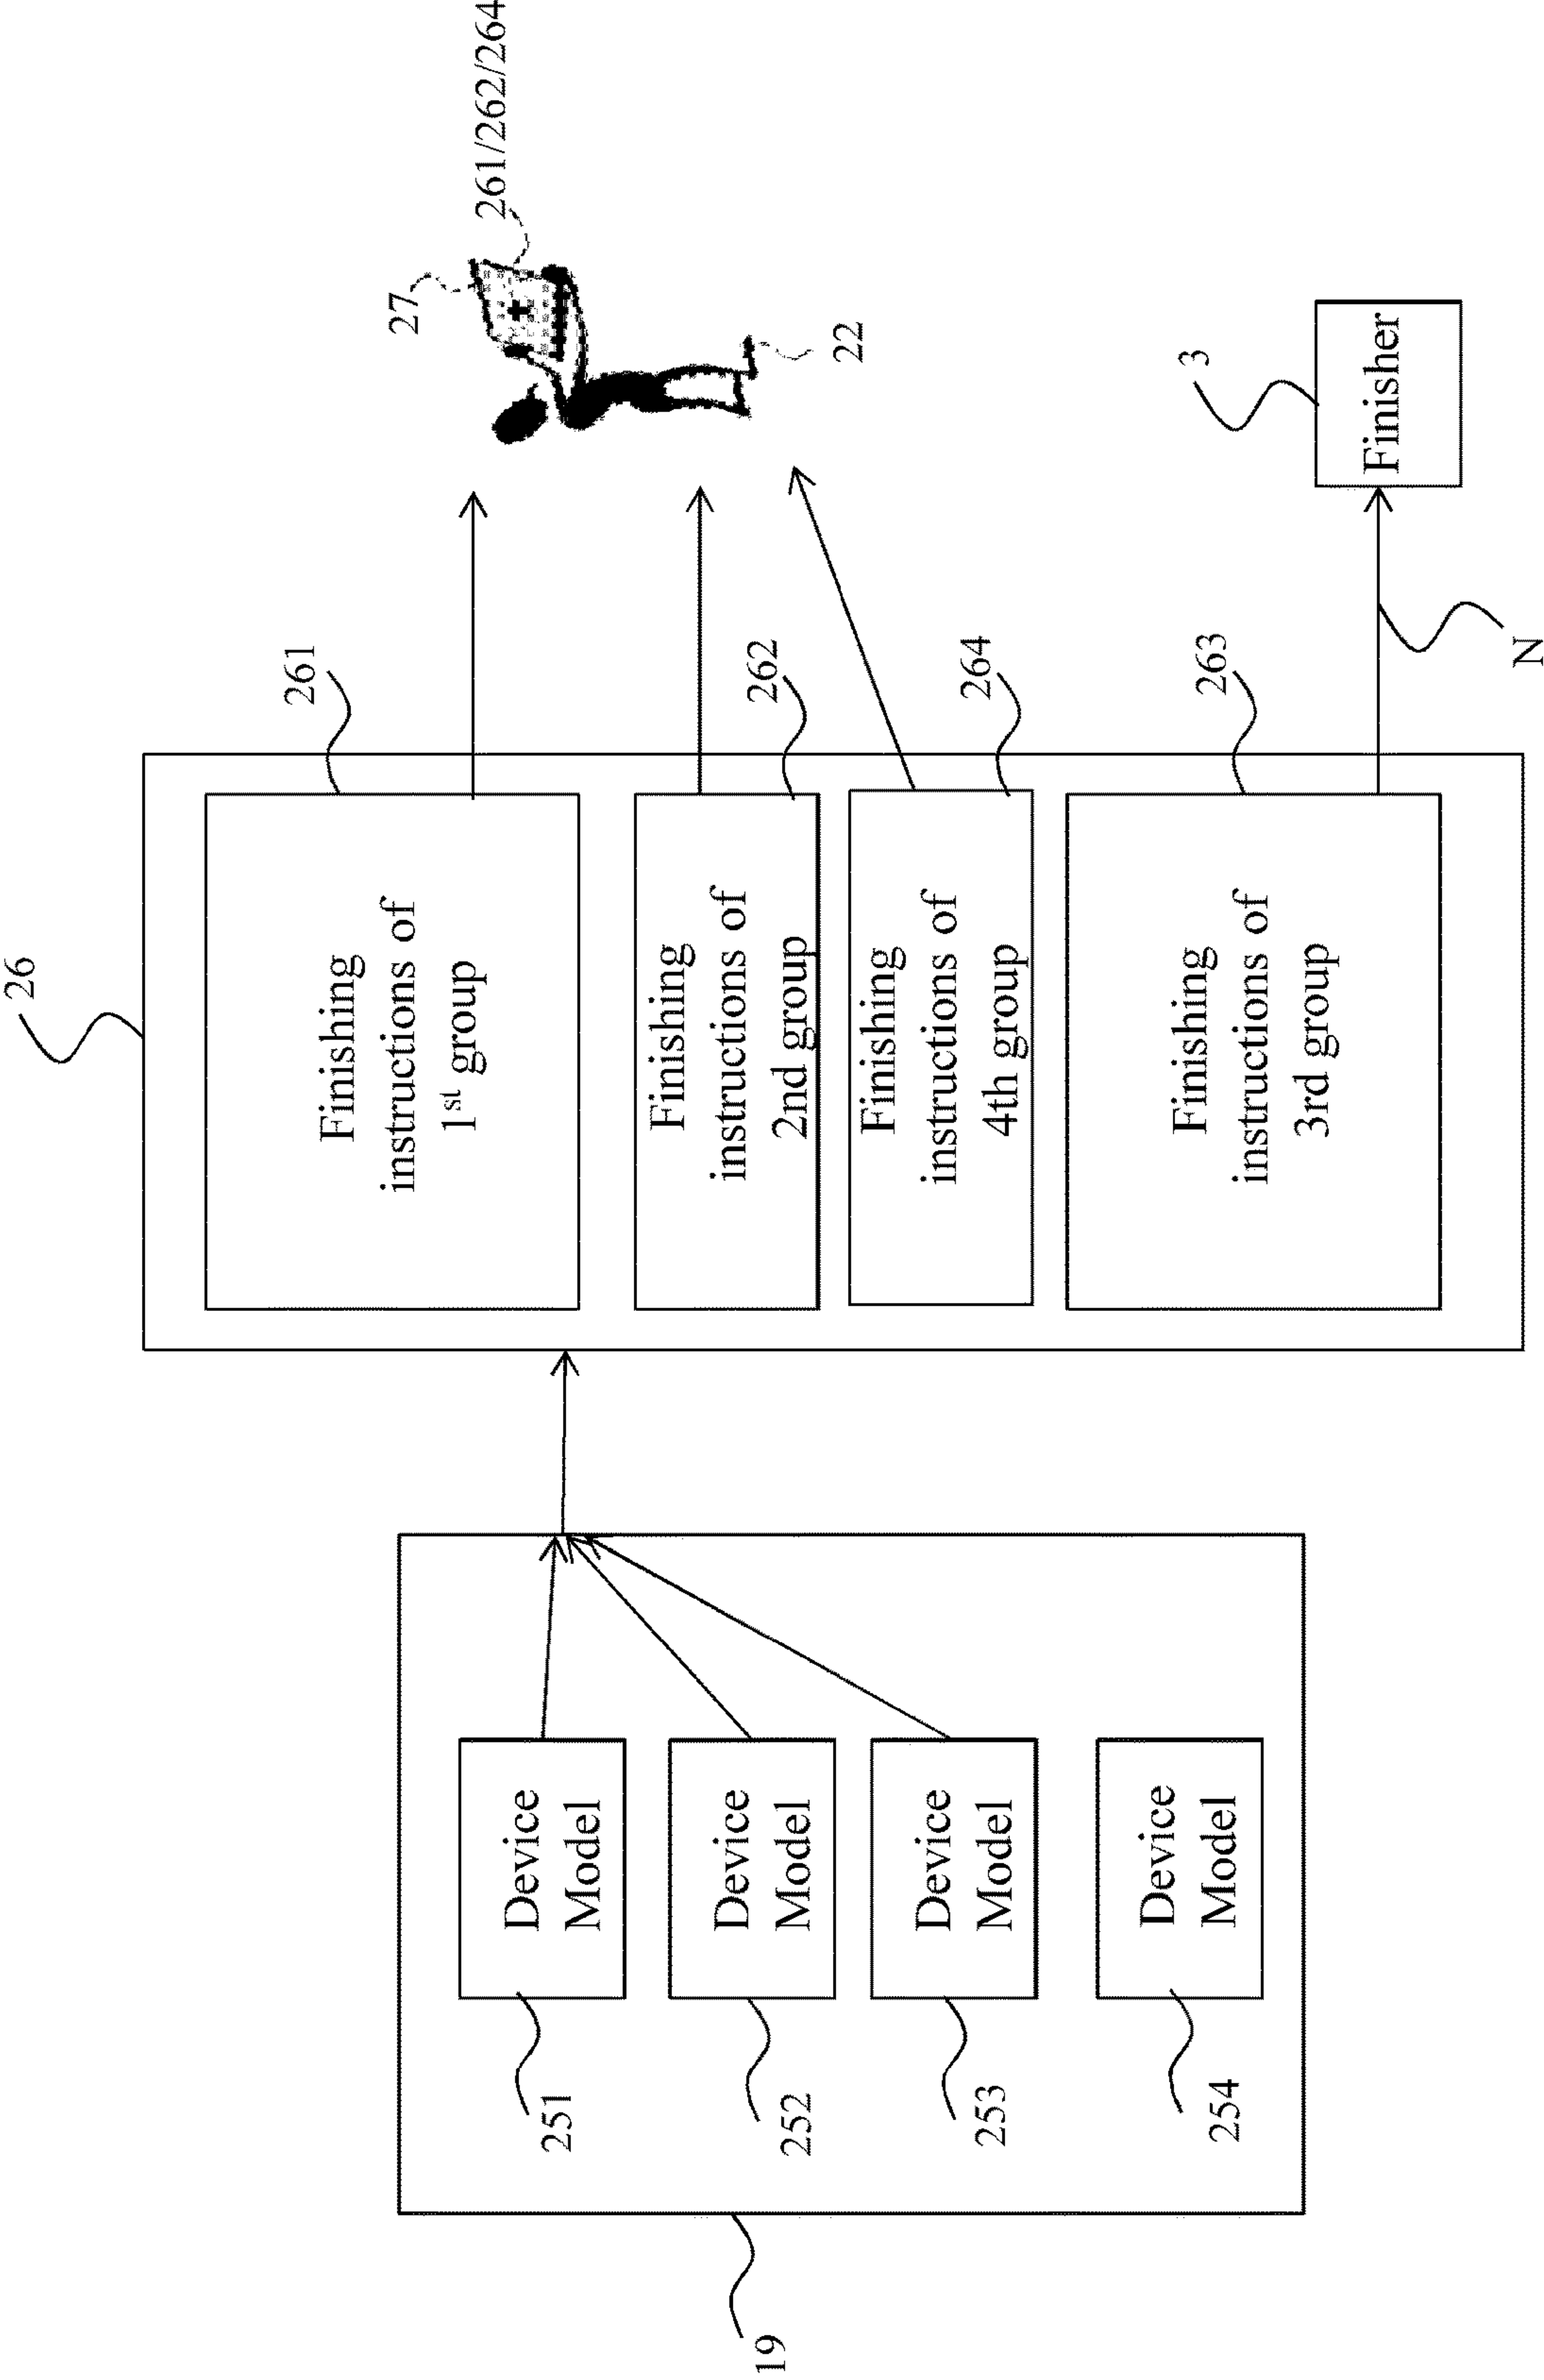 26
261
Finishing
instructions of
1st group
262
Finishing
instructions of
2nd group
264
Finishing
instructions of
4th group
263
Finishing
instructions of
3rd group
27
261/262/264
22
N
3
Finisher
19
251
Device
Model
252
Device
Model
253
Device
Model
254
Device
Model